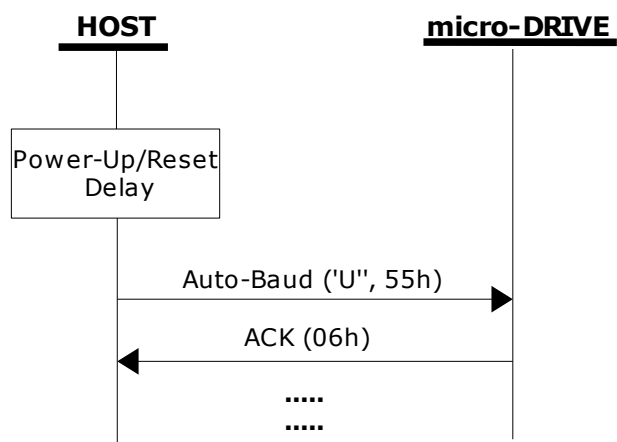 HOST
micro-DRIVE
Power-Up/Reset
Delay
Auto-Baud ('U'', 55h)
ACK (06h)
.....
.....